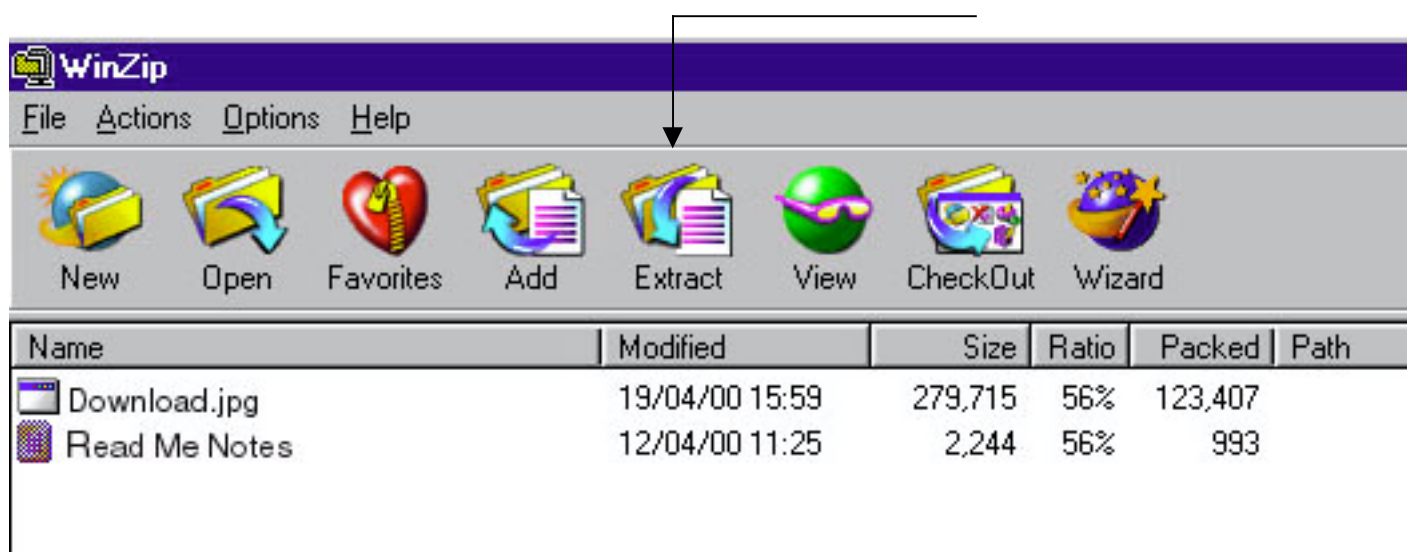 WinZip
File Actions Options Help
New Open Favorites Add Extract View CheckOut Wizard
Name Modified Size Ratio Packed Path
Download.jpg 19/04/00 15:59 279,715 56% 123,407
Read Me Notes 12/04/00 11:25 2,244 56% 993